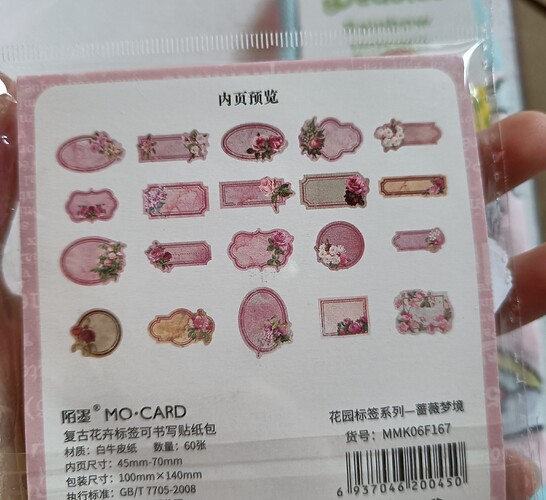 Rainbow
内页预览
陌墨® MO·CARD
复古花卉标签可书写贴纸包
材质：白牛皮纸 数量：60张
内页尺寸：45mm-70mm
包装尺寸：100mm×140mm
执行标准：GB/T 7705-2008
花园标签系列—蔷薇梦境
货号：MMK06F167
6 937046 200450